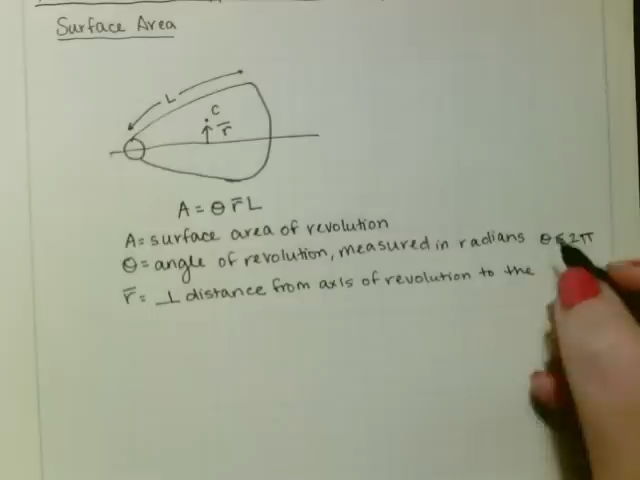 Surface Area
L
C
r̄
A = θ r̄ L
A = surface area of revolution
θ = angle of revolution, measured in radians θ ≤ 2π
r̄ = ⊥ distance from axis of revolution to the